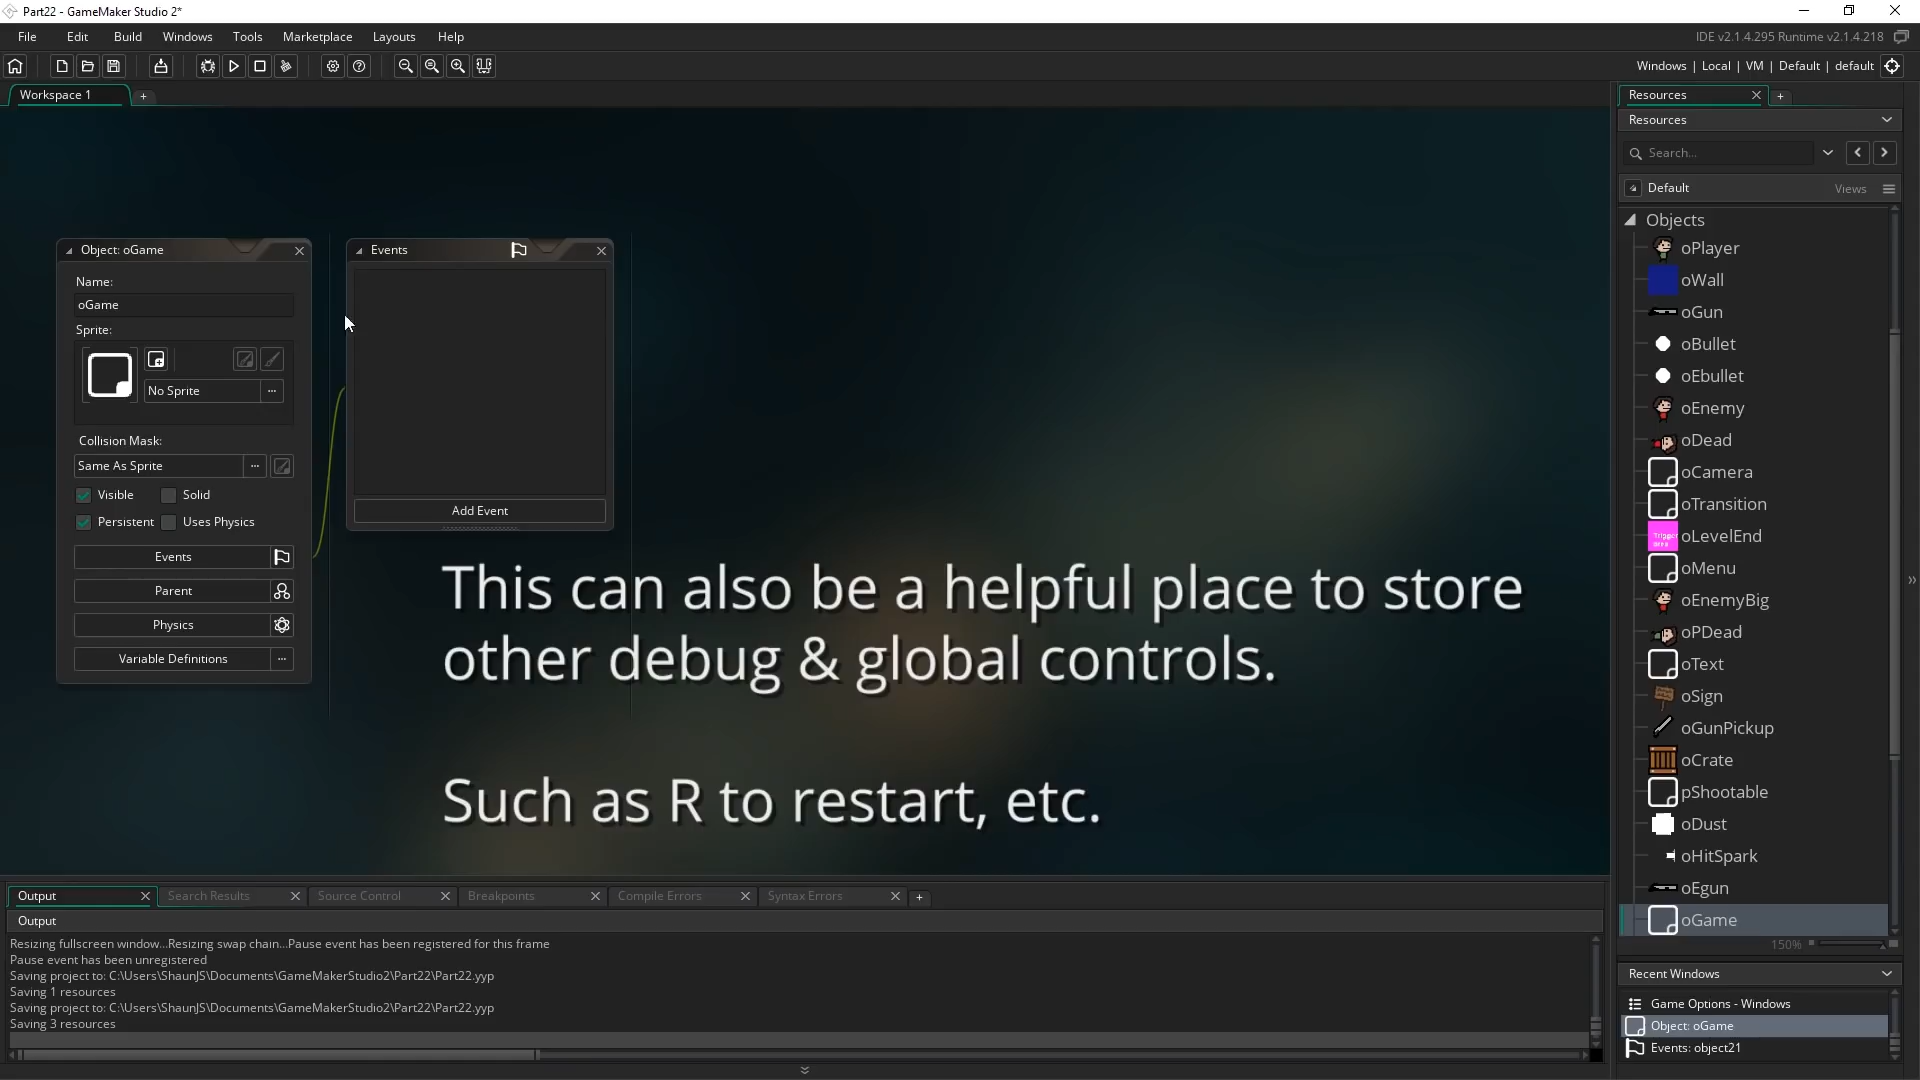 Part22 - GameMaker Studio 2*
File Edit Build Windows Tools Marketplace Layouts Help
IDE v2.1.4.295 Runtime v2.1.4.218
Windows | Local | VM | Default | default
Workspace 1
Resources
Resources
Search...
Default
Views
Objects
oPlayer
oWall
oGun
oBullet
oEbullet
oEnemy
oDead
oCamera
oTransition
oLevelEnd
oMenu
oEnemyBig
oPDead
oText
oSign
oGunPickup
oCrate
pShootable
oDust
oHitSpark
oEgun
oGame
150%
Recent Windows
Game Options - Windows
Object: oGame
Events: object21
Object: oGame
Name:
oGame
Sprite:
No Sprite
Collision Mask:
Same As Sprite
Visible
Solid
Persistent
Uses Physics
Events
Parent
Physics
Variable Definitions
Events
Add Event
This can also be a helpful place to store
other debug & global controls.
Such as R to restart, etc.
Output
Search Results
Source Control
Breakpoints
Compile Errors
Syntax Errors
Output
Resizing fullscreen window...Resizing swap chain...Pause event has been registered for this frame
Pause event has been unregistered
Saving project to: C:\Users\ShaunJS\Documents\GameMakerStudio2\Part22\Part22.yyp
Saving 1 resources
Saving project to: C:\Users\ShaunJS\Documents\GameMakerStudio2\Part22\Part22.yyp
Saving 3 resources